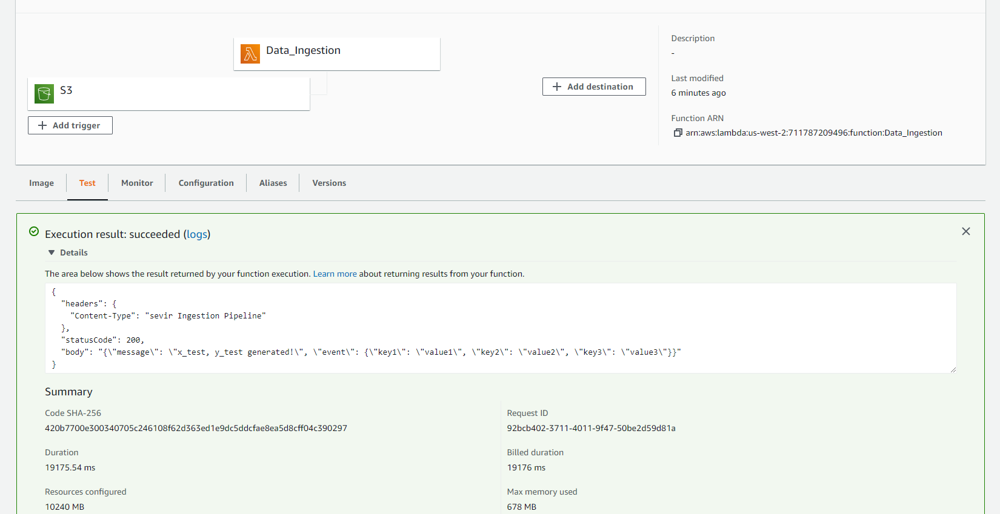 Data_Ingestion
S3
Add trigger
Add destination
Description
-
Last modified
6 minutes ago
Function ARN
arn:aws:lambda:us-west-2:711787209496:function:Data_Ingestion
Image
Test
Monitor
Configuration
Aliases
Versions
Execution result: succeeded (logs)
Details
The area below shows the result returned by your function execution. Learn more about returning results from your function.
{
  "headers": {
    "Content-Type": "sevir Ingestion Pipeline"
  },
  "statusCode": 200,
  "body": "{\"message\": \"x_test, y_test generated!\", \"event\": {\"key1\": \"value1\", \"key2\": \"value2\", \"key3\": \"value3\"}}"
}
Summary
Code SHA-256
420b7700e300340705c246108f62d363ed1e9dc5ddcfae8ea5d8cff04c390297
Request ID
92bcb402-3711-4011-9f47-50be2d59d81a
Duration
19175.54 ms
Billed duration
19176 ms
Resources configured
10240 MB
Max memory used
678 MB